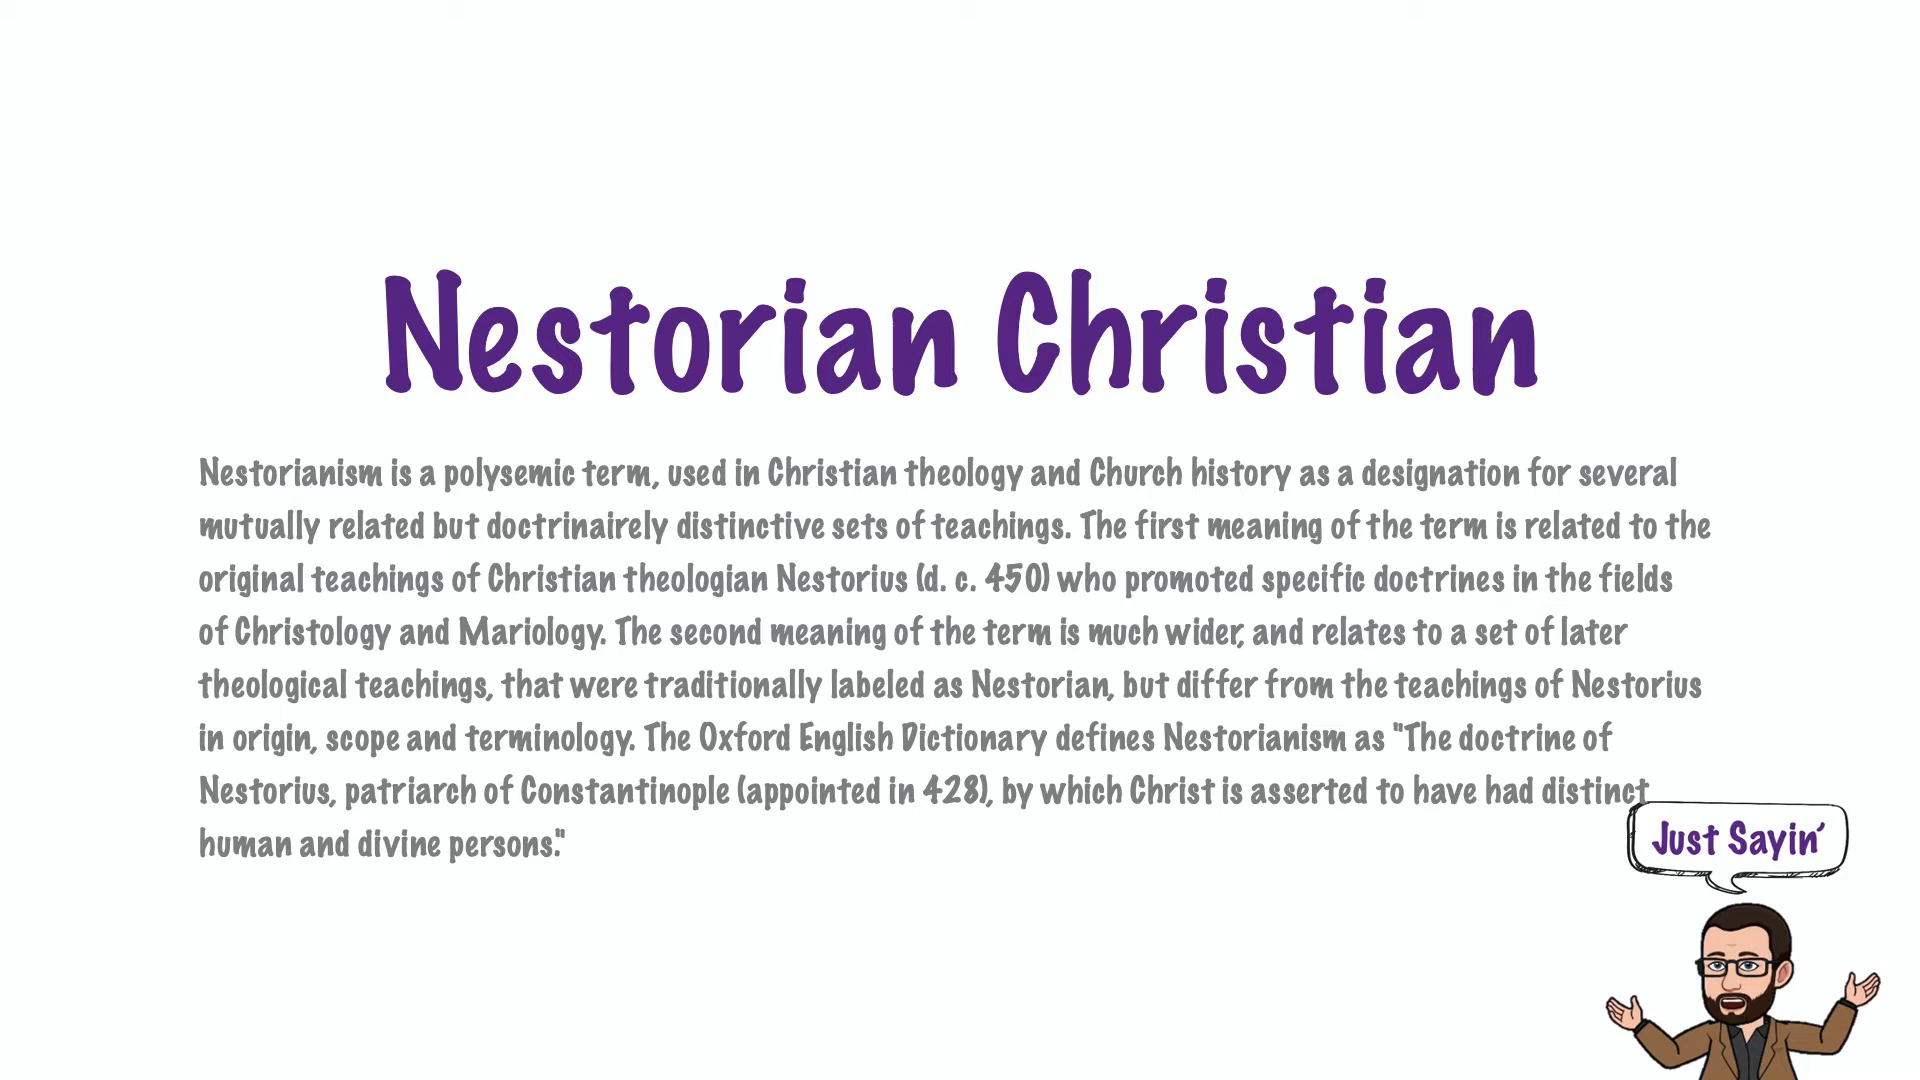 Nestorian Christian
Nestorianism is a polysemic term, used in Christian theology and Church history as a designation for several
mutually related but doctrinairely distinctive sets of teachings. The first meaning of the term is related to the
original teachings of Christian theologian Nestorius (d. c. 450) who promoted specific doctrines in the fields
of Christology and Mariology. The second meaning of the term is much wider, and relates to a set of later
theological teachings, that were traditionally labeled as Nestorian, but differ from the teachings of Nestorius
in origin, scope and terminology. The Oxford English Dictionary defines Nestorianism as "The doctrine of
Nestorius, patriarch of Constantinople (appointed in 428), by which Christ is asserted to have had distinct
human and divine persons."
Just Sayin'